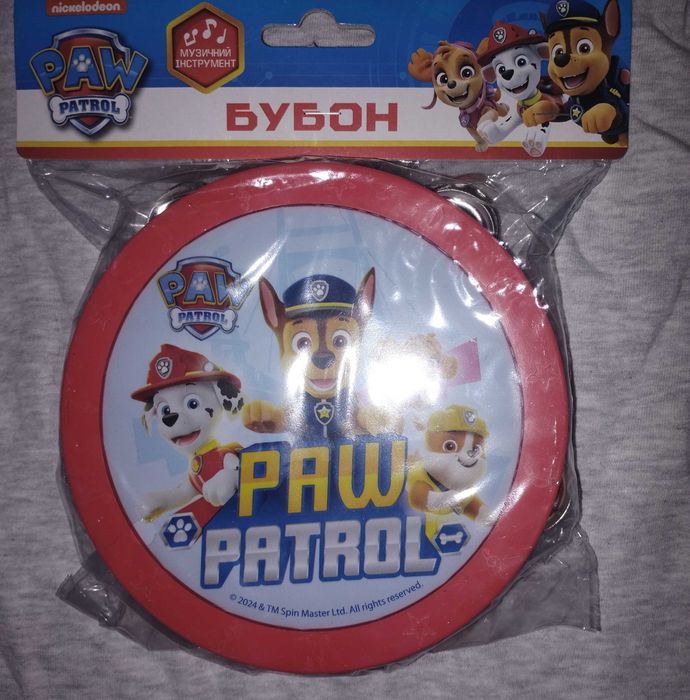 nickelodeon
PAW
PATROL
МУЗИЧНИЙ
ІНСТРУМЕНТ
БУБОН
PAW
PATROL
PAW
PATROL
© 2024 & TM Spin Master Ltd. All rights reserved.